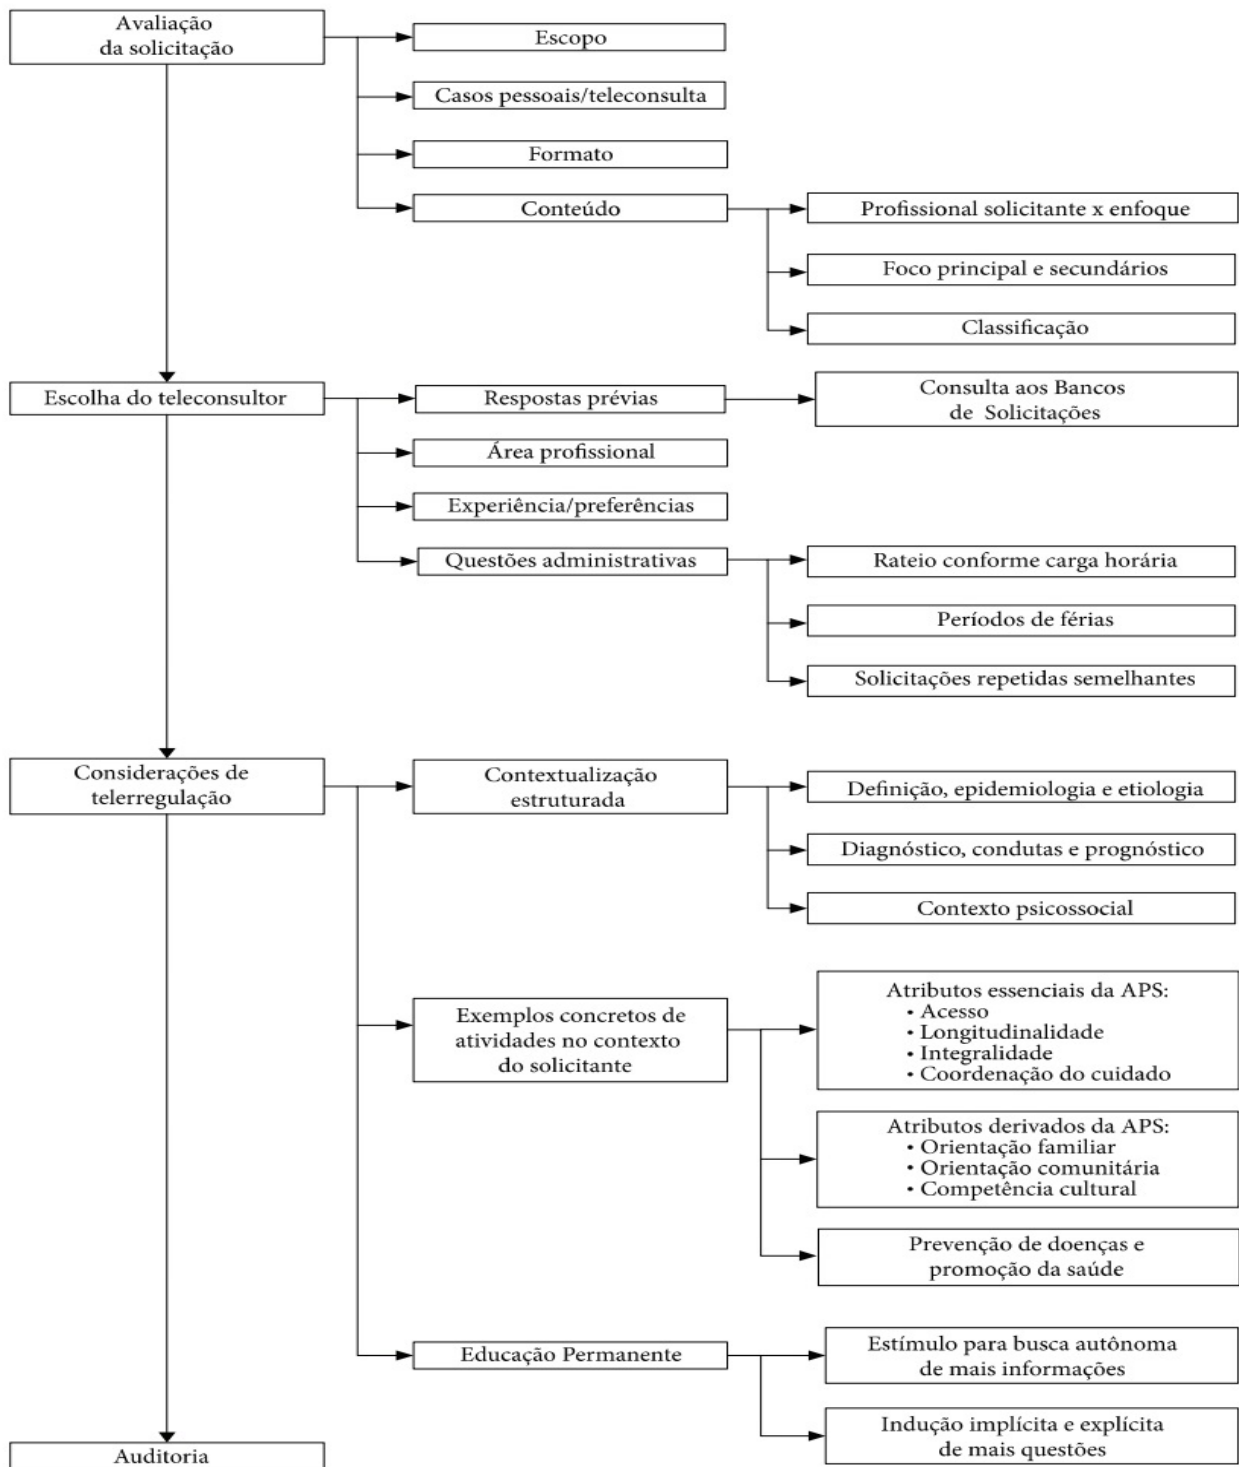 Avaliação
da solicitação
Escopo
Casos pessoais/teleconsulta
Formato
Conteúdo
Profissional solicitante x enfoque
Foco principal e secundários
Classificação
Escolha do teleconsultor
Respostas prévias
Consulta aos Bancos
de Solicitações
Área profissional
Experiência/preferências
Questões administrativas
Rateio conforme carga horária
Períodos de férias
Solicitações repetidas semelhantes
Considerações de
telerregulação
Contextualização
estruturada
Definição, epidemiologia e etiologia
Diagnóstico, condutas e prognóstico
Contexto psicossocial
Exemplos concretos de
atividades no contexto
do solicitante
Atributos essenciais da APS:
• Acesso
• Longitudinalidade
• Integralidade
• Coordenação do cuidado
Atributos derivados da APS:
• Orientação familiar
• Orientação comunitária
• Competência cultural
Prevenção de doenças e
promoção da saúde
Educação Permanente
Estímulo para busca autônoma
de mais informações
Indução implícita e explícita
de mais questões
Auditoria